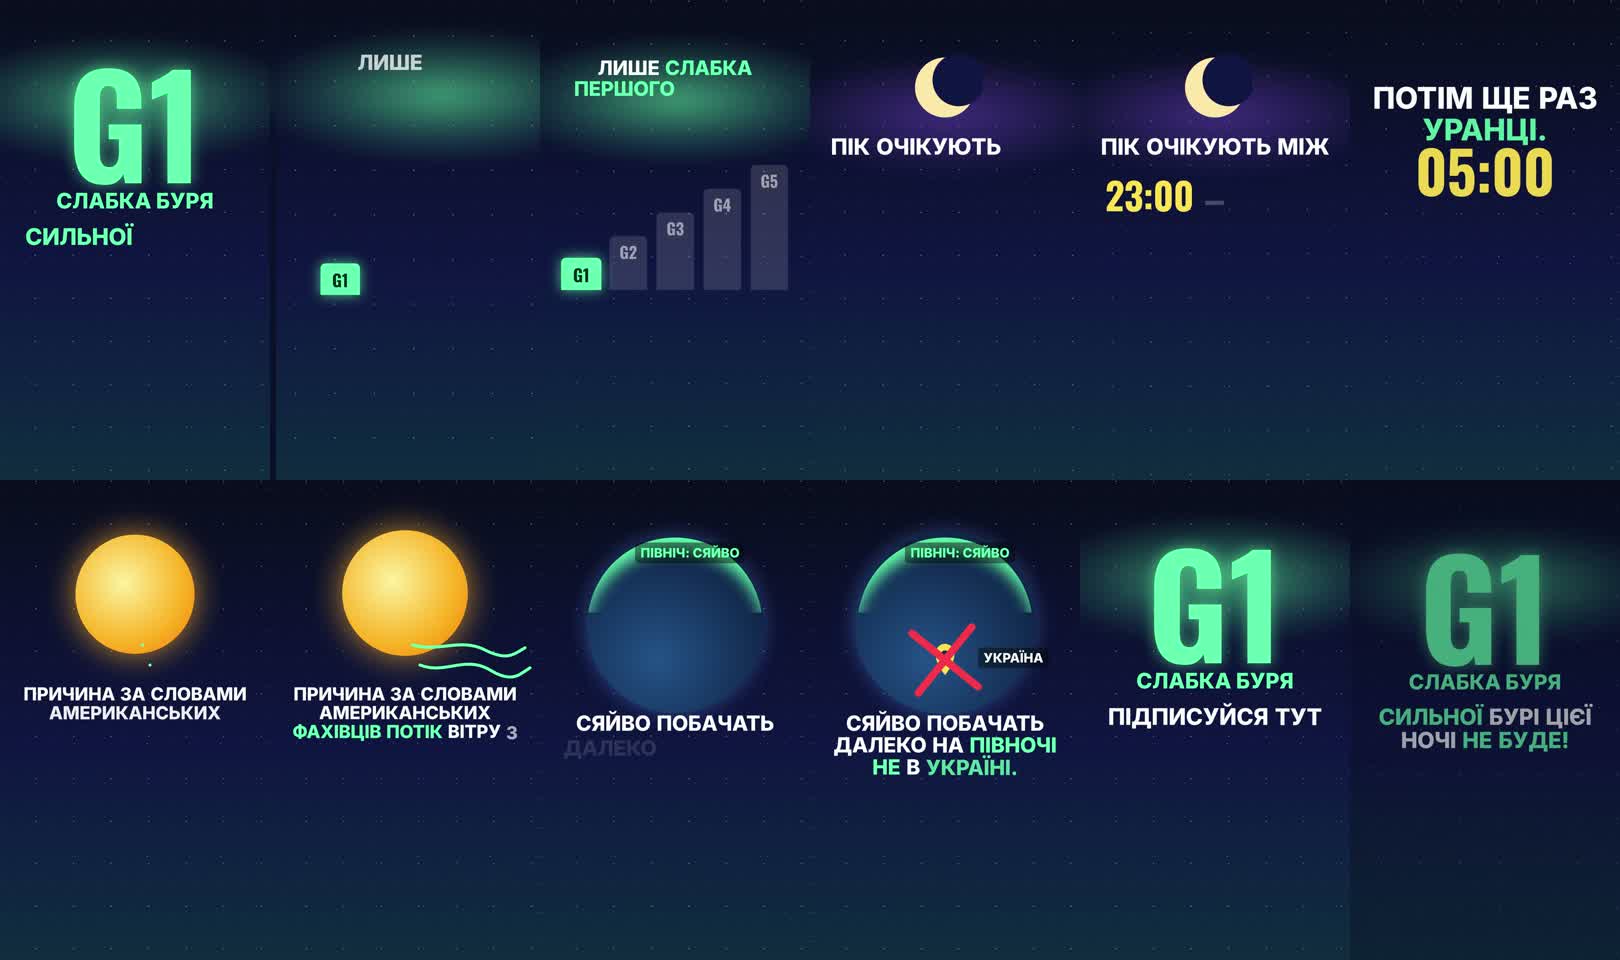 G1
СЛАБКА БУРЯ
СИЛЬНОЇ
ЛИШЕ
G1
ЛИШЕ СЛАБКА
ПЕРШОГО
G1
G2
G3
G4
G5
ПІК ОЧІКУЮТЬ
ПІК ОЧІКУЮТЬ МІЖ
23:00 –
ПОТІМ ЩЕ РАЗ
УРАНЦІ.
05:00
ПРИЧИНА ЗА СЛОВАМИ
АМЕРИКАНСЬКИХ
ПРИЧИНА ЗА СЛОВАМИ
АМЕРИКАНСЬКИХ
ФАХІВЦІВ ПОТІК ВІТРУ З
ПІВНІЧ: СЯЙВО
СЯЙВО ПОБАЧАТЬ
ДАЛЕКО
ПІВНІЧ: СЯЙВО
УКРАЇНА
СЯЙВО ПОБАЧАТЬ
ДАЛЕКО НА ПІВНОЧІ
НЕ В УКРАЇНІ.
G1
СЛАБКА БУРЯ
ПІДПИСУЙСЯ ТУТ
G1
СЛАБКА БУРЯ
СИЛЬНОЇ БУРІ ЦІЄЇ
НОЧІ НЕ БУДЕ!